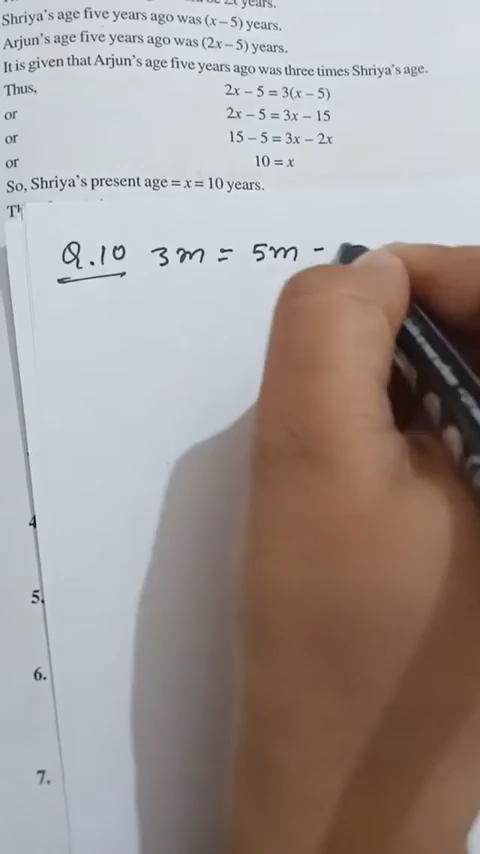 years.
Shriya's age five years ago was (x – 5) years.
Arjun's age five years ago was (2x – 5) years.
It is given that Arjun's age five years ago was three times Shriya's age.
Thus, 2x – 5 = 3(x – 5)
or 2x – 5 = 3x – 15
or 15 – 5 = 3x – 2x
or 10 = x
So, Shriya's present age = x = 10 years.
Q.10 3m = 5m –
4
5.
6.
7.